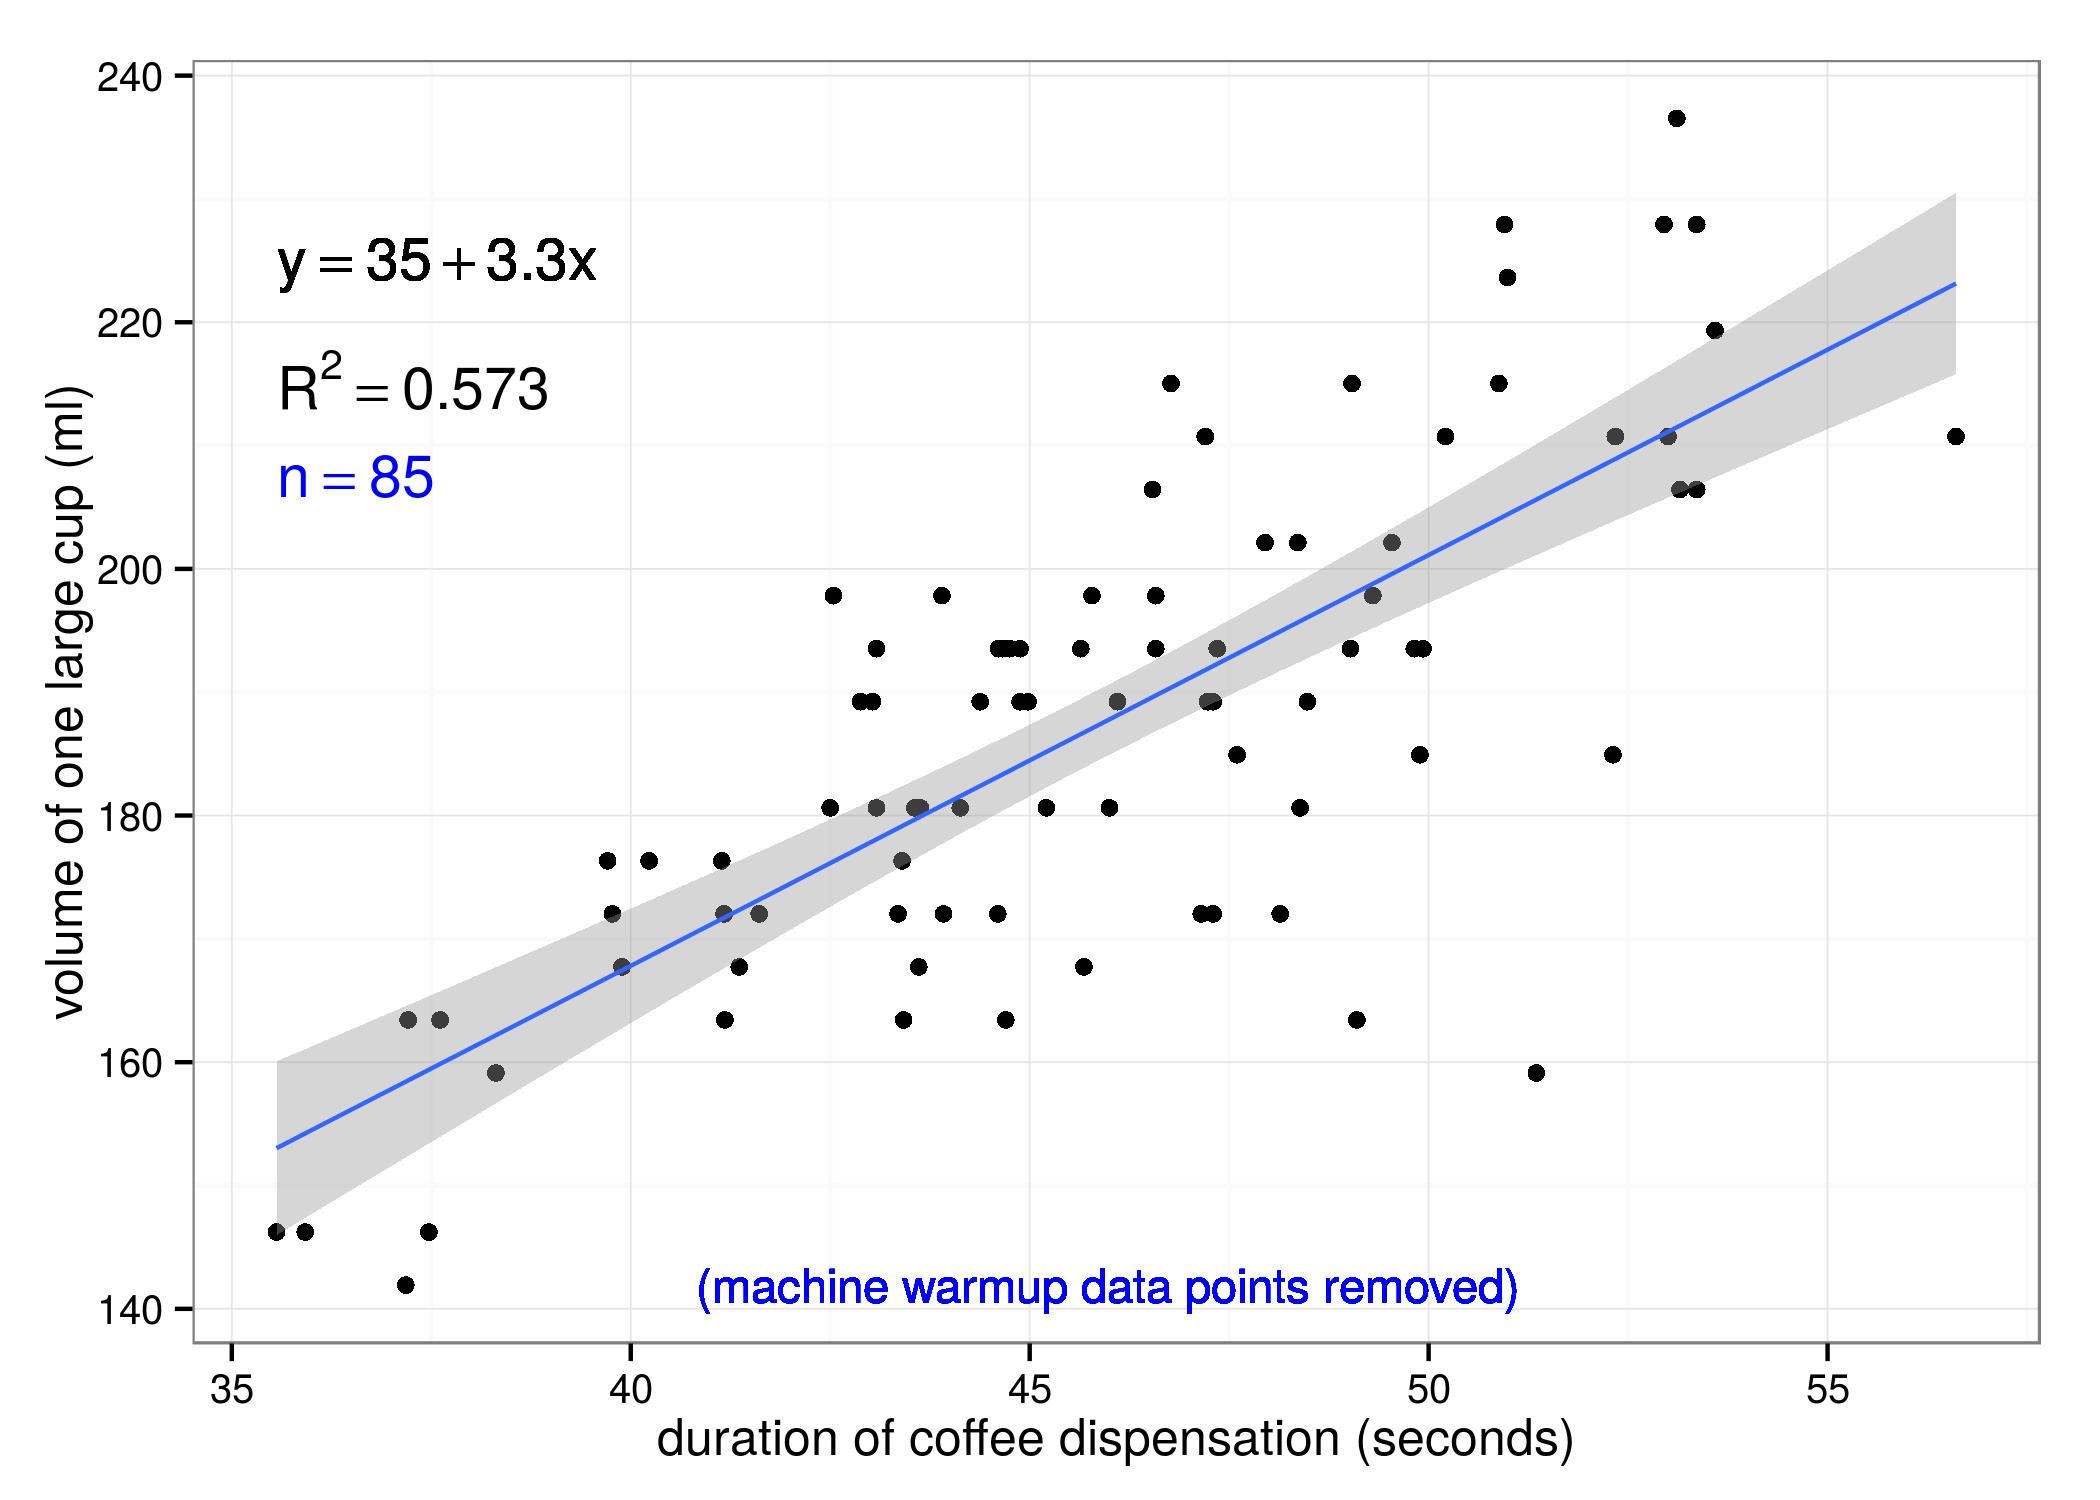 240
220
200
180
160
140
volume of one large cup (ml)
y = 35 + 3.3x
R² = 0.573
n = 85
(machine warmup data points removed)
35 40 45 50 55
duration of coffee dispensation (seconds)